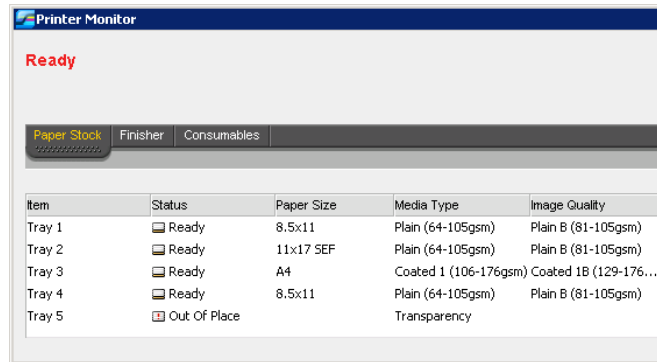 Printer Monitor
Ready
Paper Stock Finisher Consumables
Item Status Paper Size Media Type Image Quality
Tray 1 Ready 8.5x11 Plain (64-105gsm) Plain B (81-105gsm)
Tray 2 Ready 11x17 SEF Plain (64-105gsm) Plain B (81-105gsm)
Tray 3 Ready A4 Coated 1 (106-176gsm) Coated 1B (129-176...
Tray 4 Ready 8.5x11 Plain (64-105gsm) Plain B (81-105gsm)
Tray 5 Out Of Place Transparency